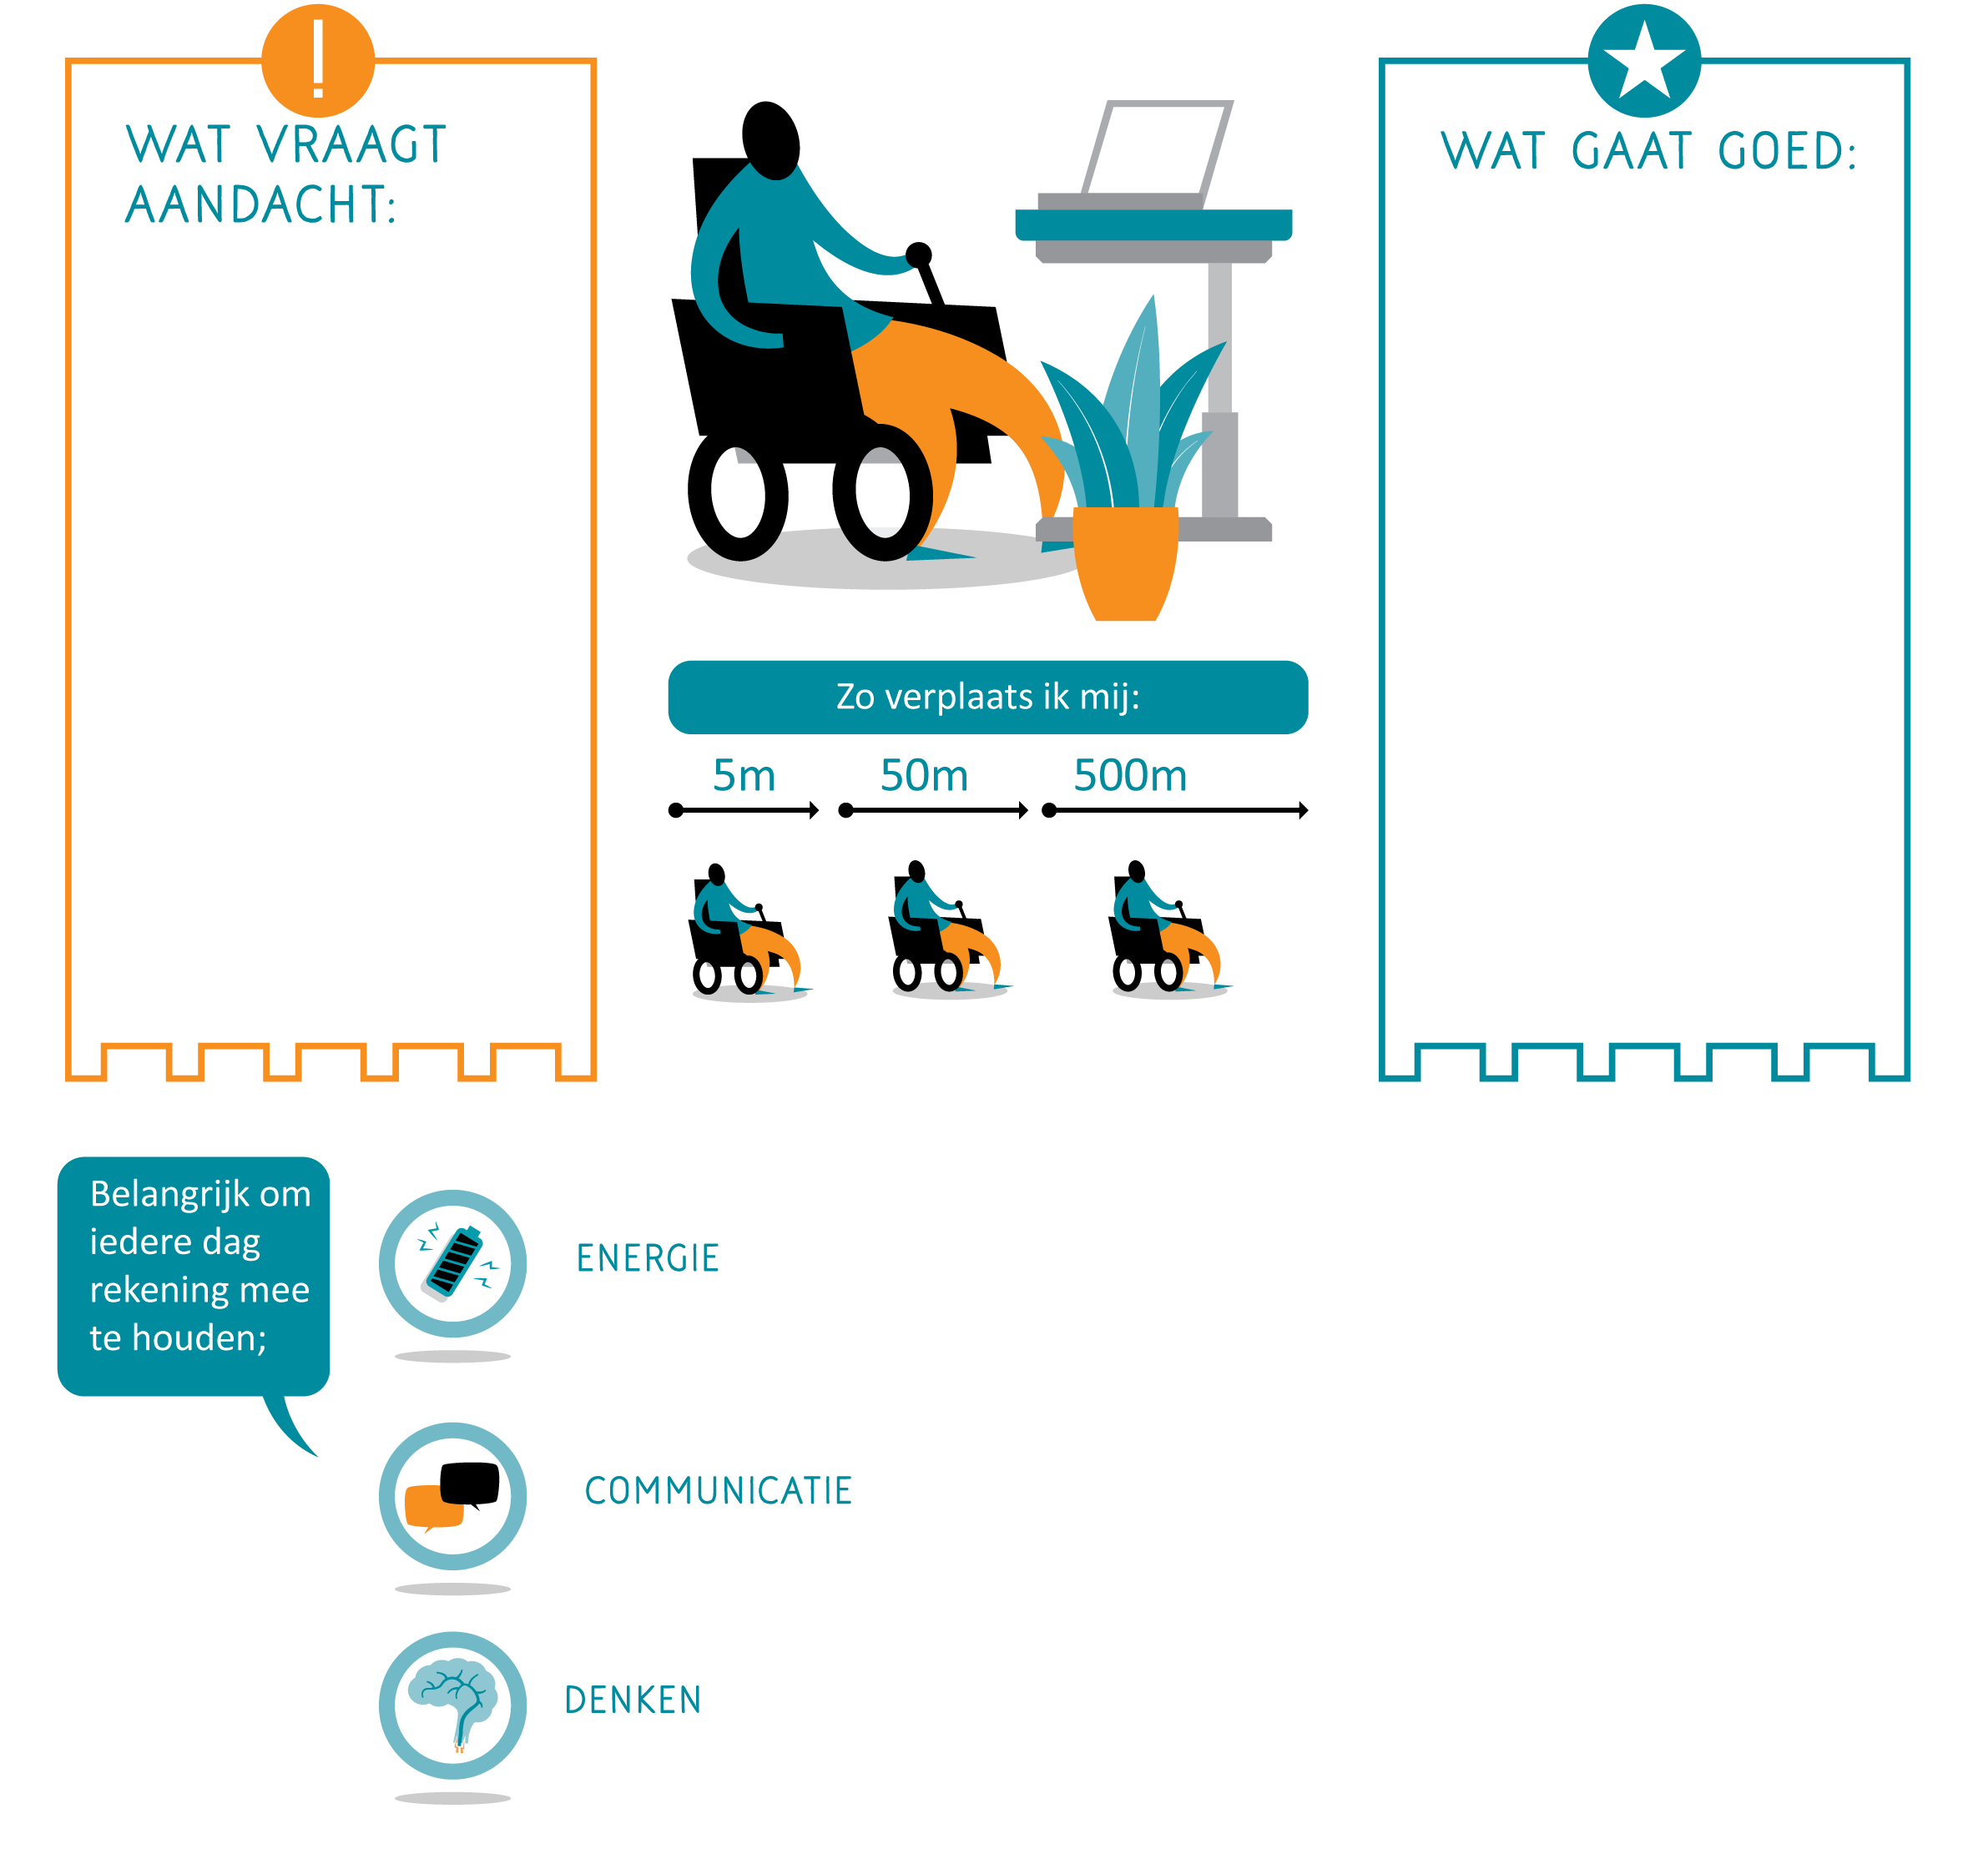 WAT VRAAGT
AANDACHT:
WAT GAAT GOED:
Zo verplaats ik mij:
5m 50m 500m
Belangrijk om
iedere dag
rekening mee
te houden;
ENERGIE
COMMUNICATIE
DENKEN